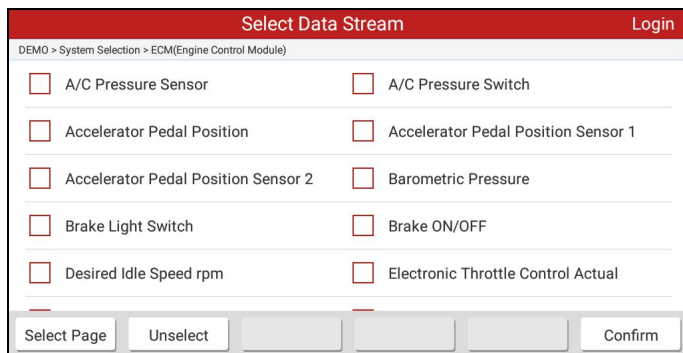 Select Data Stream Login
DEMO > System Selection > ECM(Engine Control Module)
A/C Pressure Sensor A/C Pressure Switch
Accelerator Pedal Position Accelerator Pedal Position Sensor 1
Accelerator Pedal Position Sensor 2 Barometric Pressure
Brake Light Switch Brake ON/OFF
Desired Idle Speed rpm Electronic Throttle Control Actual
Select Page Unselect Confirm